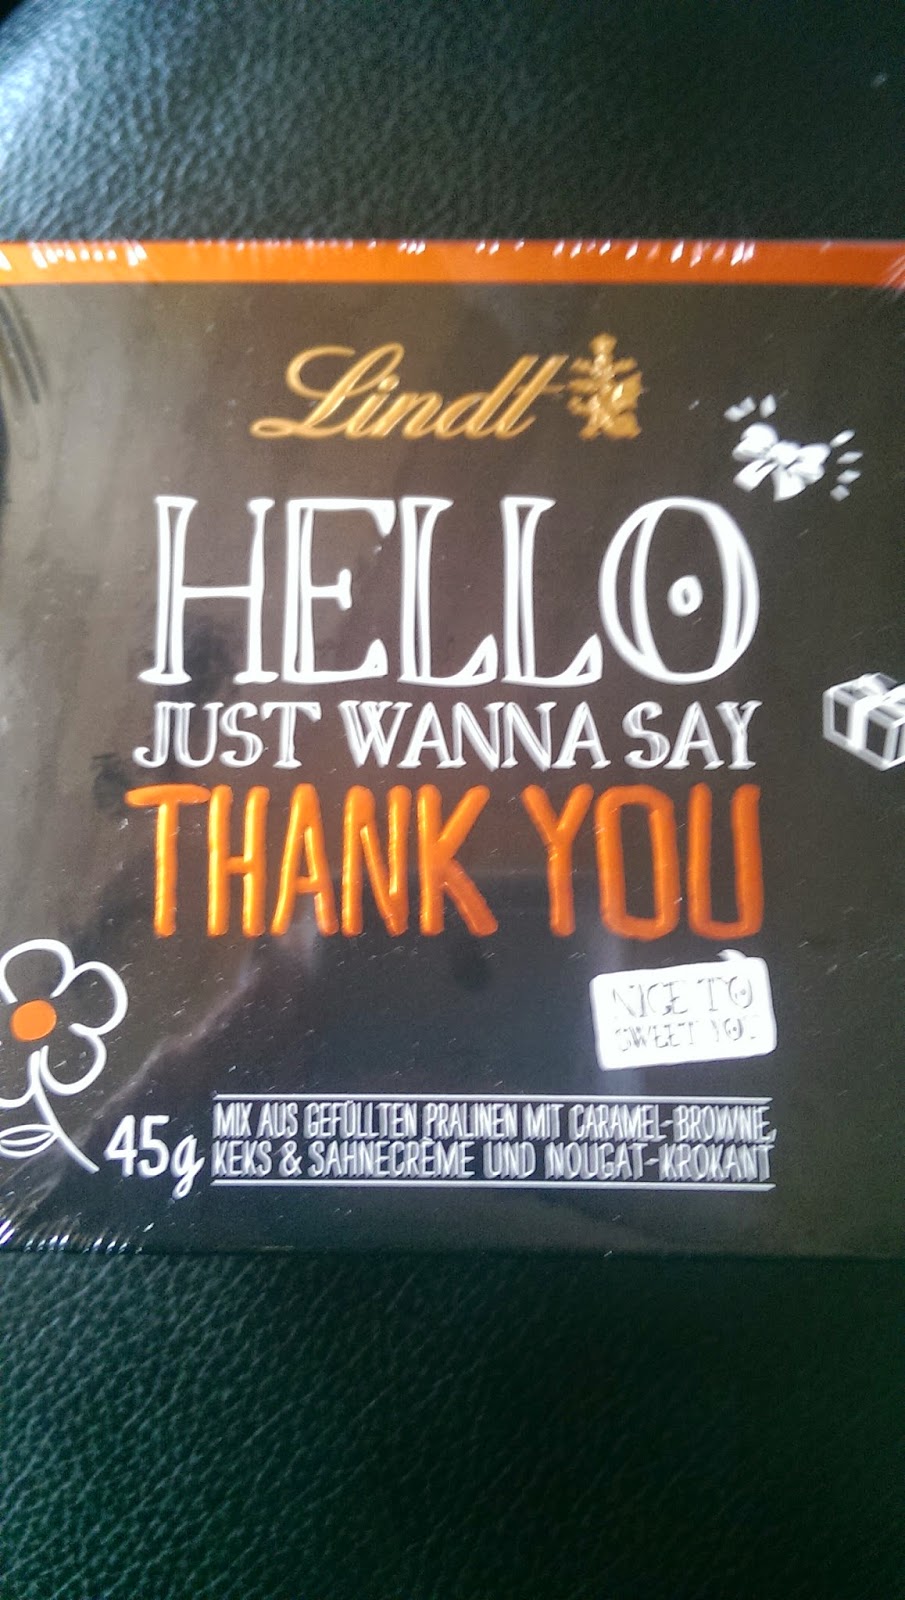 Lindt
HELLO
JUST WANNA SAY
THANK YOU
NICE TO
SWEET YOU
45g
MIX AUS GEFÜLLTEN PRALINEN MIT CARAMEL-BROWNIE,
KEKS & SAHNECRÈME UND NOUGAT-KROKANT